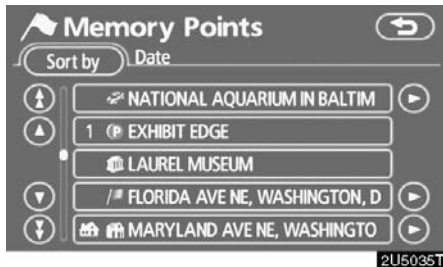 Memory Points
Sort by Date
NATIONAL AQUARIUM IN BALTIM
1 P EXHIBIT EDGE
LAUREL MUSEUM
FLORIDA AVE NE, WASHINGTON, D
MARYLAND AVE NE, WASHINGTO
2U5035T